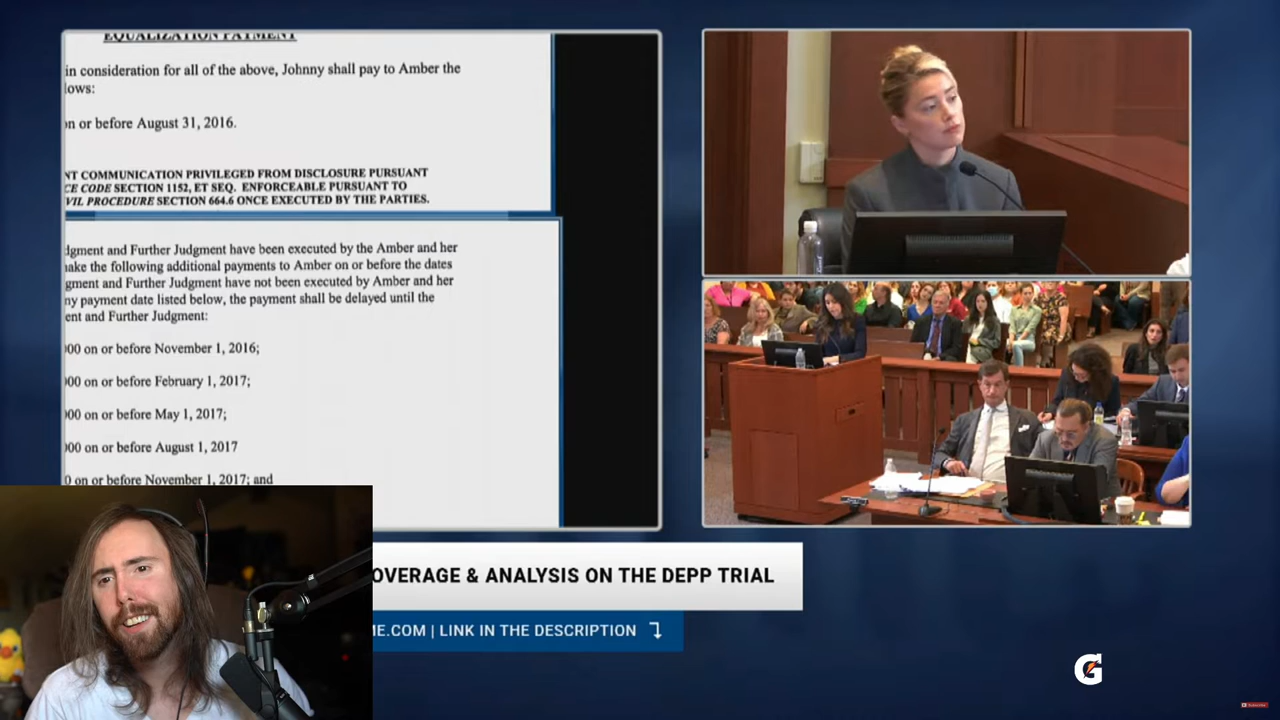 EQUALIZATION PAYMENT
in consideration for all of the above, Johnny shall pay to Amber the
lows:
on or before August 31, 2016.
NT COMMUNICATION PRIVILEGED FROM DISCLOSURE PURSUANT
CE CODE SECTION 1152, ET SEQ. ENFORCEABLE PURSUANT TO
VIL PROCEDURE SECTION 664.6 ONCE EXECUTED BY THE PARTIES.
dgment and Further Judgment have been executed by the Amber and her
ake the following additional payments to Amber on or before the dates
gment and Further Judgment have not been executed by Amber and her
ny payment date listed below, the payment shall be delayed until the
ent and Further Judgment:
000 on or before November 1, 2016;
000 on or before February 1, 2017;
000 on or before May 1, 2017;
000 on or before August 1, 2017
0 on or before November 1, 2017; and
OVERAGE & ANALYSIS ON THE DEPP TRIAL
ME.COM | LINK IN THE DESCRIPTION
G
Subscribe